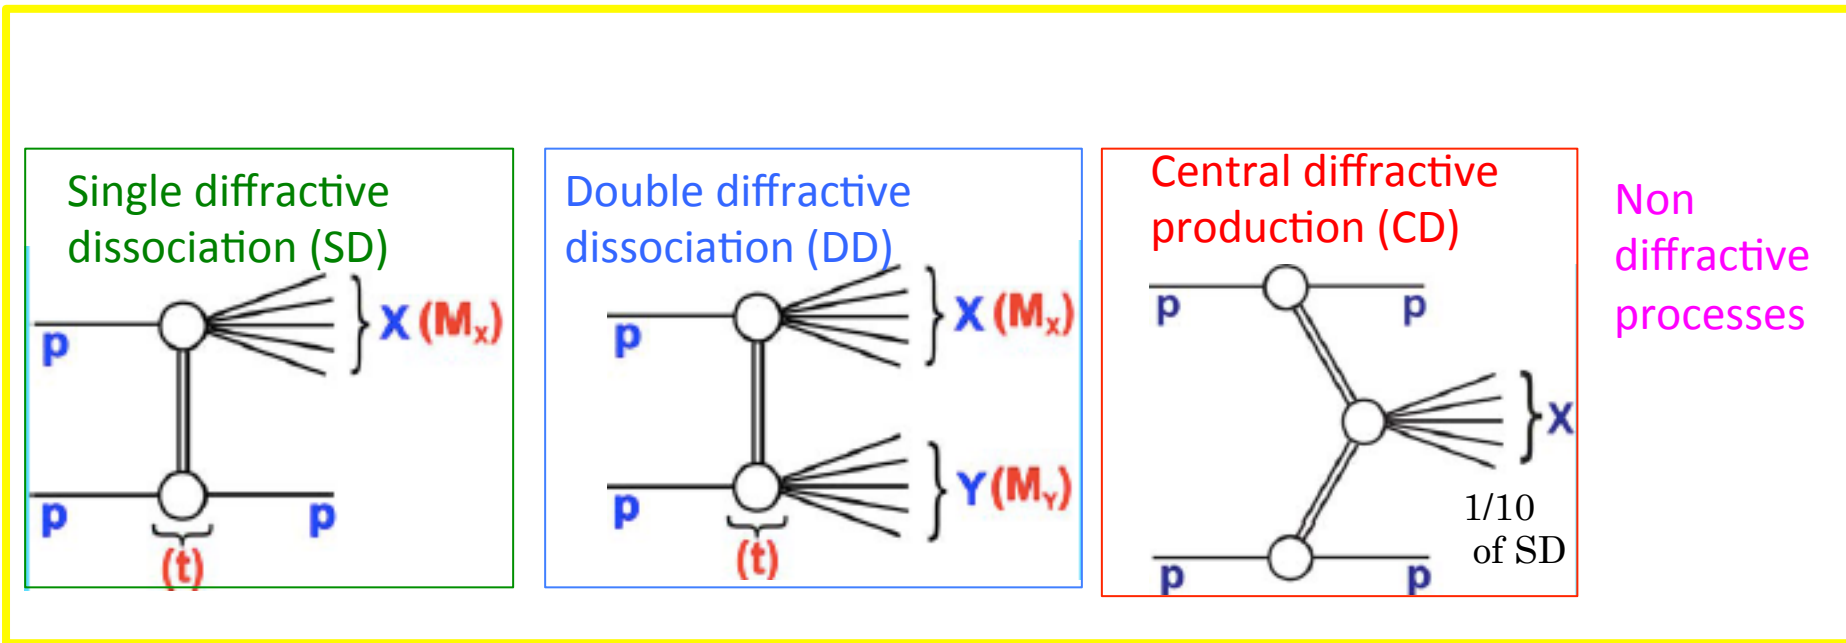 Single diffractive
dissociation (SD)
p
X (Mx)
p
p
(t)
Double diffractive
dissociation (DD)
p
X (Mx)
p
Y (MY)
(t)
Central diffractive
production (CD)
p
p
X
1/10
of SD
p
p
Non
diffractive
processes